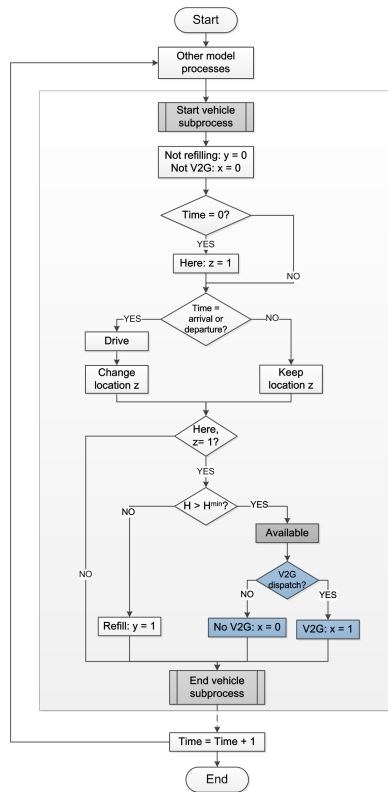 Start
Other model
processes
Start vehicle
subprocess
Not refilling: y = 0
Not V2G: x = 0
Time = 0?
YES
Here: z = 1
NO
Time =
arrival or
departure?
YES
NO
Drive
Change
location z
Keep
location z
Here,
z= 1?
YES
H > Hmin?
YES
NO
Available
NO
V2G
dispatch?
NO
YES
Refill: y = 1
No V2G: x = 0
V2G: x = 1
End vehicle
subprocess
Time = Time + 1
End